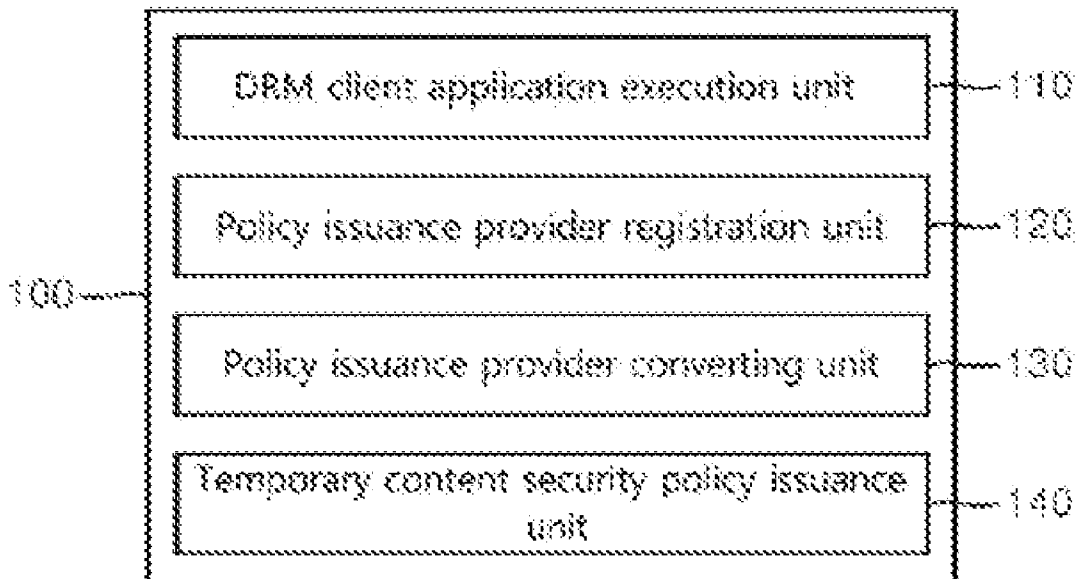 DRM client application execution unit
110
Policy issuance provider registration unit
120
100
Policy issuance provider converting unit
130
Temporary content security policy issuance
unit
140